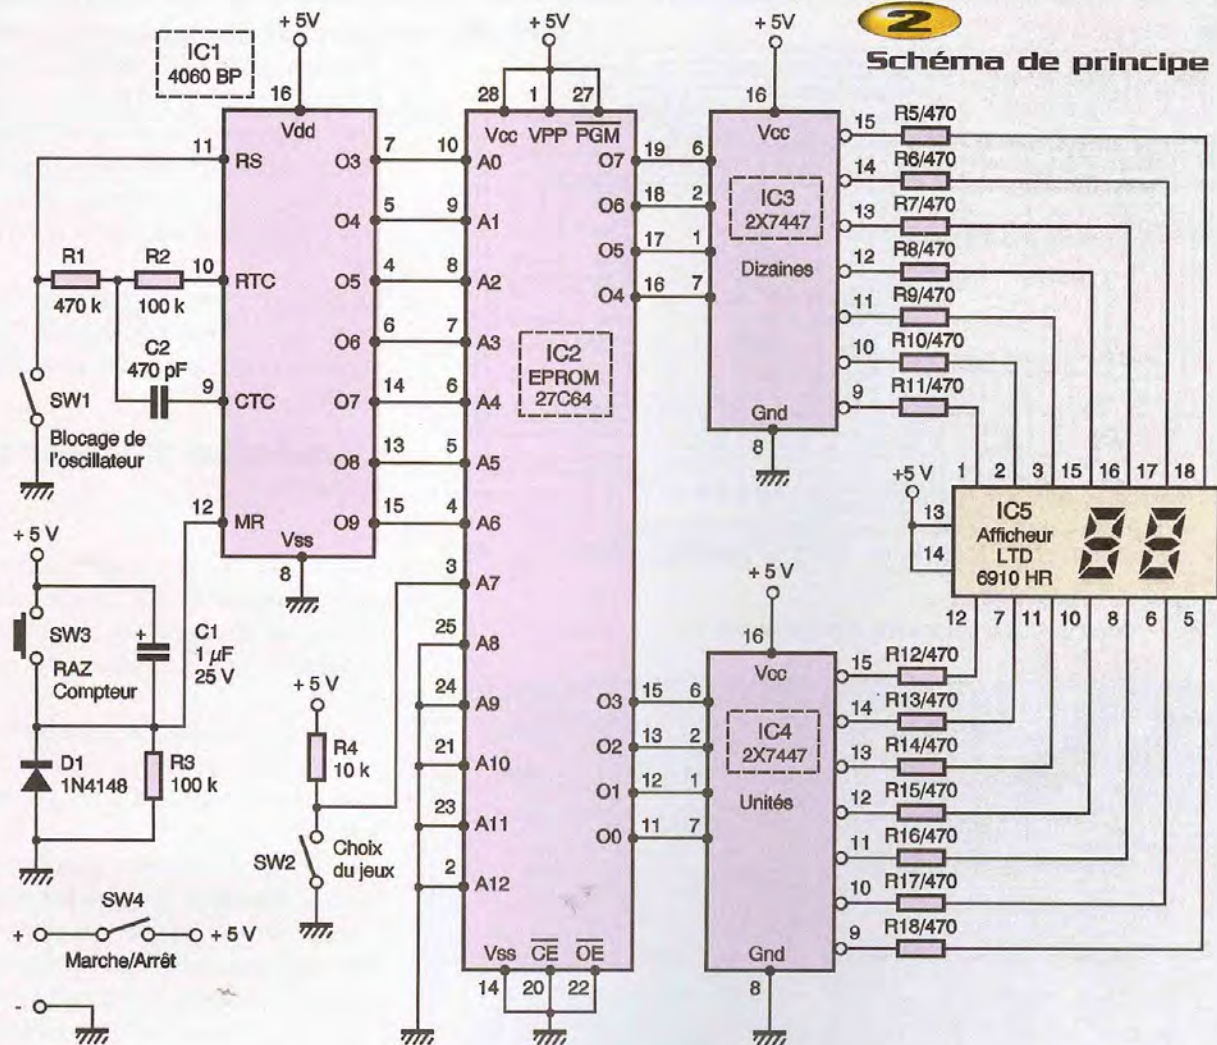 2
Schéma de principe
+ 5V
IC1
4060 BP
16
Vdd
11
RS
O3
7
O4
5
R1
470 k
R2
100 k
10
RTC
O5
4
O6
6
C2
470 pF
9
CTC
O7
14
SW1
Blocage de
l'oscillateur
O8
13
12
MR
O9
15
Vss
8
+ 5 V
SW3
RAZ
Compteur
+
C1
1 µF
25 V
D1
1N4148
R3
100 k
SW4
+
+ 5 V
Marche/Arrêt
-
+ 5 V
R4
10 k
SW2
Choix
du jeux
+ 5V
28
1
27
Vcc
VPP
PGM
10
A0
9
A1
8
A2
7
A3
6
A4
5
A5
4
A6
3
A7
25
A8
24
A9
21
A10
23
A11
2
A12
IC2
EPROM
27C64
O7
19
O6
18
O5
17
O4
16
O3
15
O2
13
O1
12
O0
11
Vss
CE
OE
14
20
22
+ 5V
16
Vcc
6
2
1
7
IC3
2X7447
Dizaines
Gnd
8
15
R5/470
14
R6/470
13
R7/470
12
R8/470
11
R9/470
10
R10/470
9
R11/470
1
2
3
15
16
17
18
+5 V
13
14
IC5
Afficheur
LTD
6910 HR
12
7
11
10
8
6
5
+ 5 V
16
Vcc
6
2
1
7
IC4
2X7447
Unités
Gnd
8
15
R12/470
14
R13/470
13
R14/470
12
R15/470
11
R16/470
10
R17/470
9
R18/470